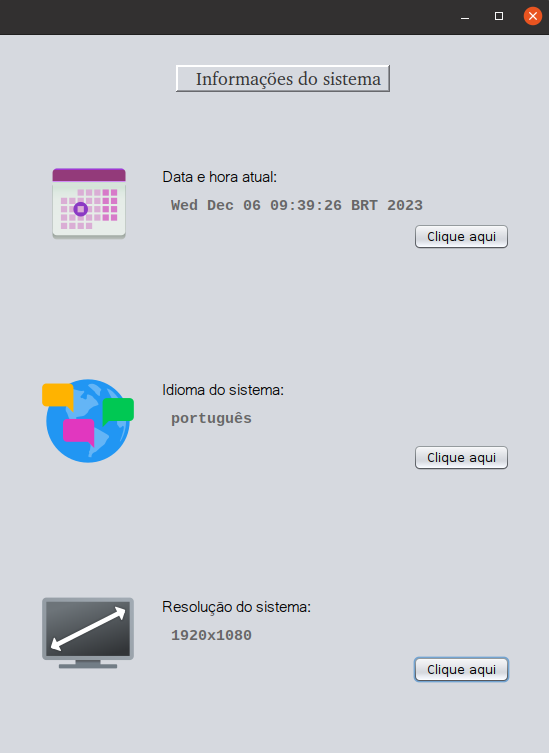 Informações do sistema
Data e hora atual:
Wed Dec 06 09:39:26 BRT 2023
Clique aqui
Idioma do sistema:
português
Clique aqui
Resolução do sistema:
1920x1080
Clique aqui